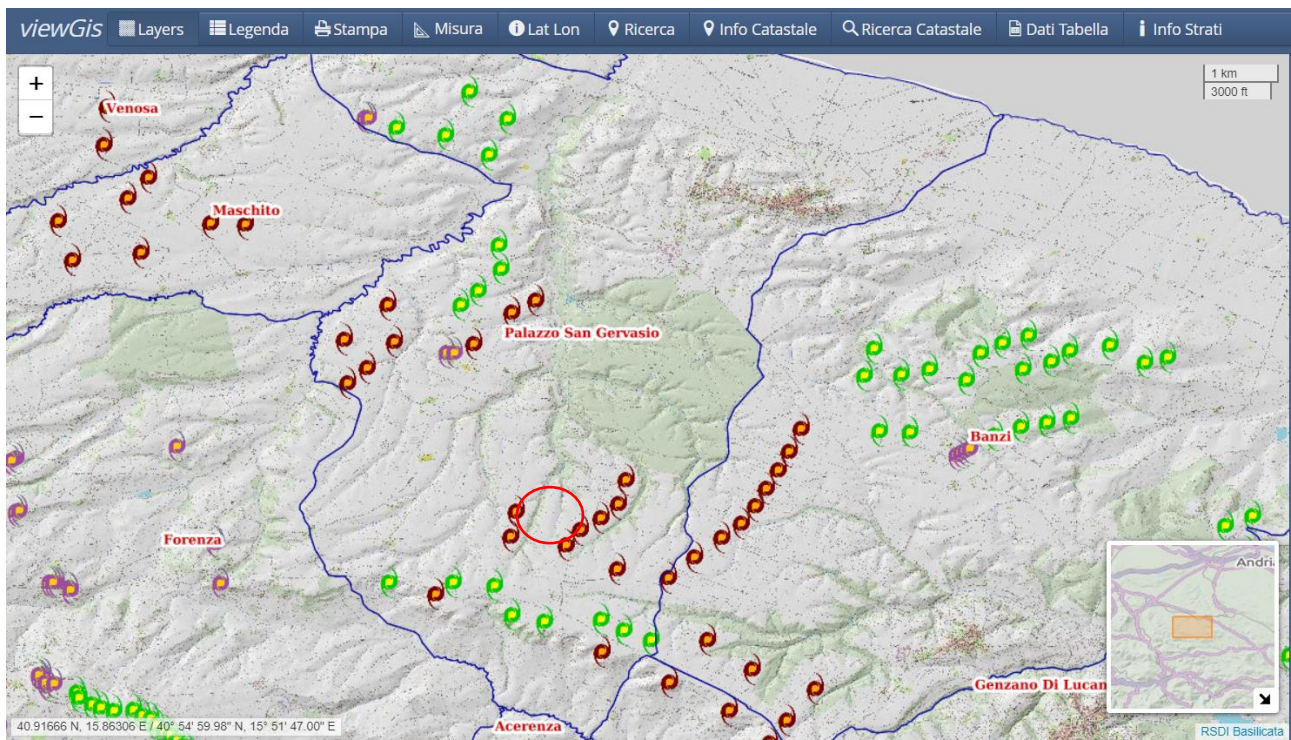 viewGis Layers Legenda Stampa Misura Lat Lon Ricerca Info Catastale Ricerca Catastale Dati Tabella Info Strati
+
−
1 km
3000 ft
Venosa
Maschito
Palazzo San Gervasio
Banzi
Forenza
Andri
Genzano Di Lucan
Acerenza
40.91666 N, 15.86306 E / 40° 54' 59.98" N, 15° 51' 47.00" E
RSDI Basilicata